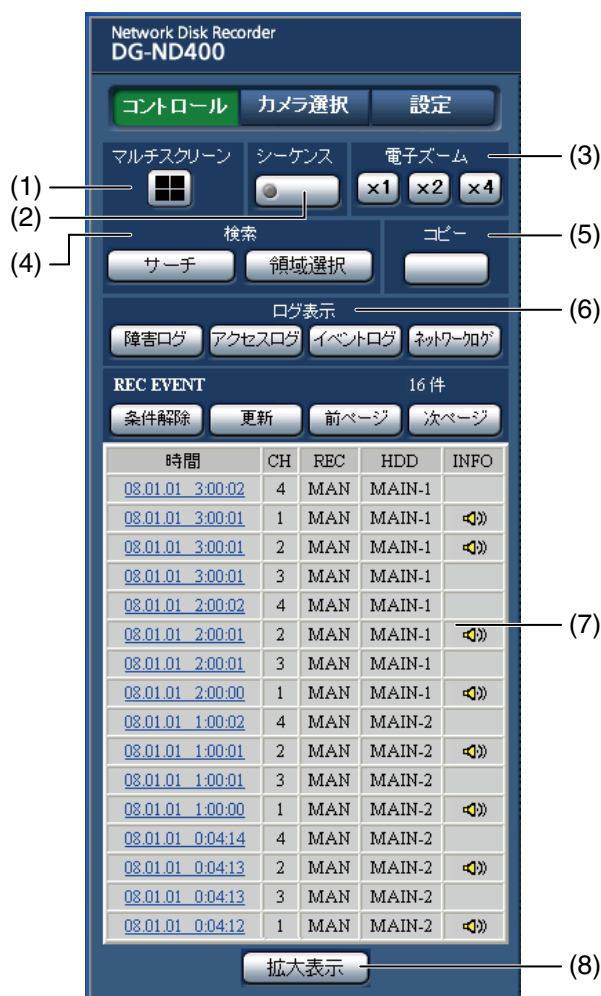 Network Disk Recorder
DG-ND400
コントロール カメラ選択 設定
マルチスクリーン シーケンス 電子ズーム (3)
(1) ×1 ×2 ×4
(2)
検索 コピー (5)
(4) サーチ 領域選択
ログ表示 (6)
障害ログ アクセスログ イベントログ ネットワークログ
REC EVENT 16 件
条件解除 更新 前ページ 次ページ
時間 CH REC HDD INFO
08.01.01 3:00:02 4 MAN MAIN-1
08.01.01 3:00:01 1 MAN MAIN-1
08.01.01 3:00:01 2 MAN MAIN-1
08.01.01 3:00:01 3 MAN MAIN-1
08.01.01 2:00:02 4 MAN MAIN-1
08.01.01 2:00:01 2 MAN MAIN-1 (7)
08.01.01 2:00:01 3 MAN MAIN-1
08.01.01 2:00:00 1 MAN MAIN-1
08.01.01 1:00:02 4 MAN MAIN-2
08.01.01 1:00:01 2 MAN MAIN-2
08.01.01 1:00:01 3 MAN MAIN-2
08.01.01 1:00:00 1 MAN MAIN-2
08.01.01 0:04:14 4 MAN MAIN-2
08.01.01 0:04:13 2 MAN MAIN-2
08.01.01 0:04:13 3 MAN MAIN-2
08.01.01 0:04:12 1 MAN MAIN-2
拡大表示 (8)